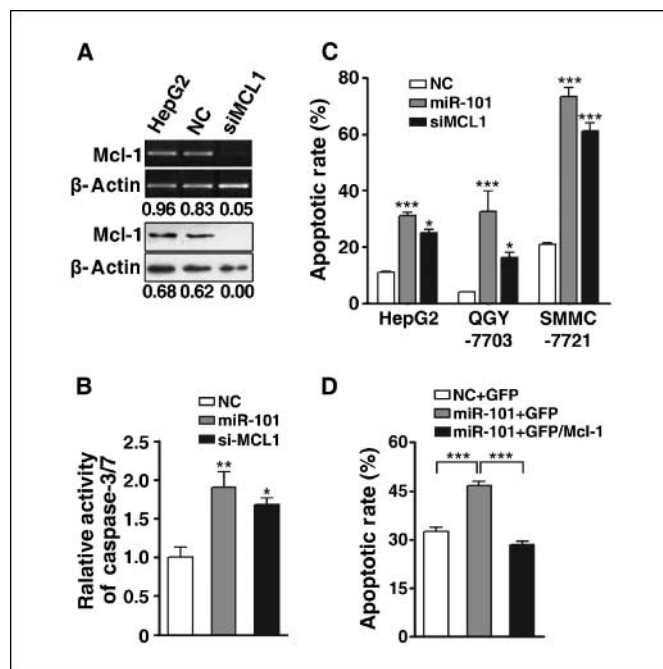 A
HepG2 NC siMCL1
Mcl-1
β-Actin
0.96 0.83 0.05
Mcl-1
β-Actin
0.68 0.62 0.00
B
NC
miR-101
si-MCL1
Ralative activity
of caspase-3/7
2.5
2.0
1.5
1.0
0.5
0
** *
C
NC
miR-101
siMCL1
Apoptotic rate (%)
80
60
40
20
0
*** * *** * *** ***
HepG2 QGY SMMC
-7703 -7721
D
NC+GFP
miR-101+GFP
miR-101+GFP/Mcl-1
Apoptotic rate (%)
60
45
30
15
0
*** ***